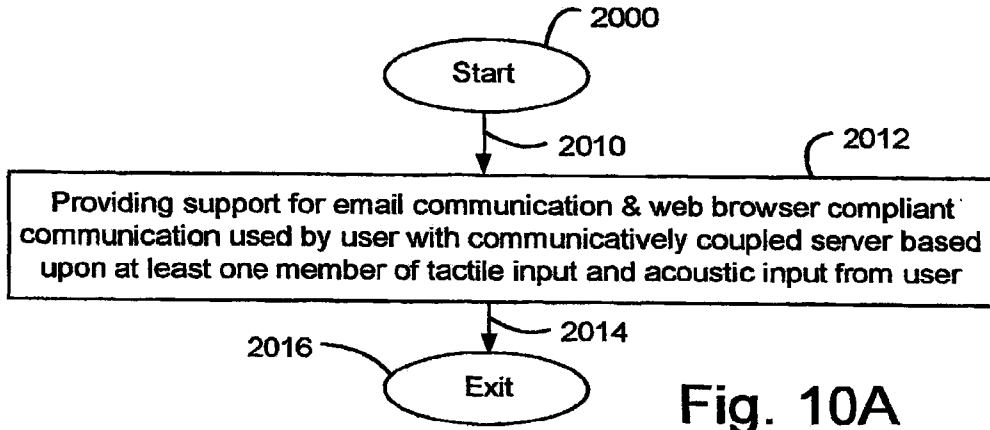 2000
Start
2010
2012
Providing support for email communication & web browser compliant
communication used by user with communicatively coupled server based
upon at least one member of tactile input and acoustic input from user
2014
2016
Exit
Fig. 10A